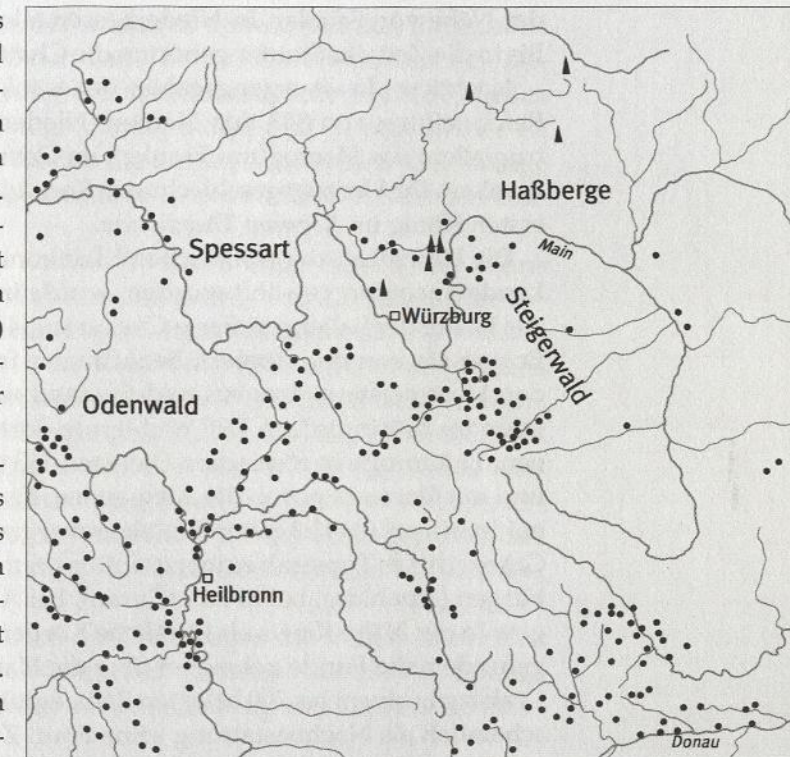 Haßberge
Main
Spessart
Würzburg
Steigerwald
Odenwald
Heilbronn
Donau